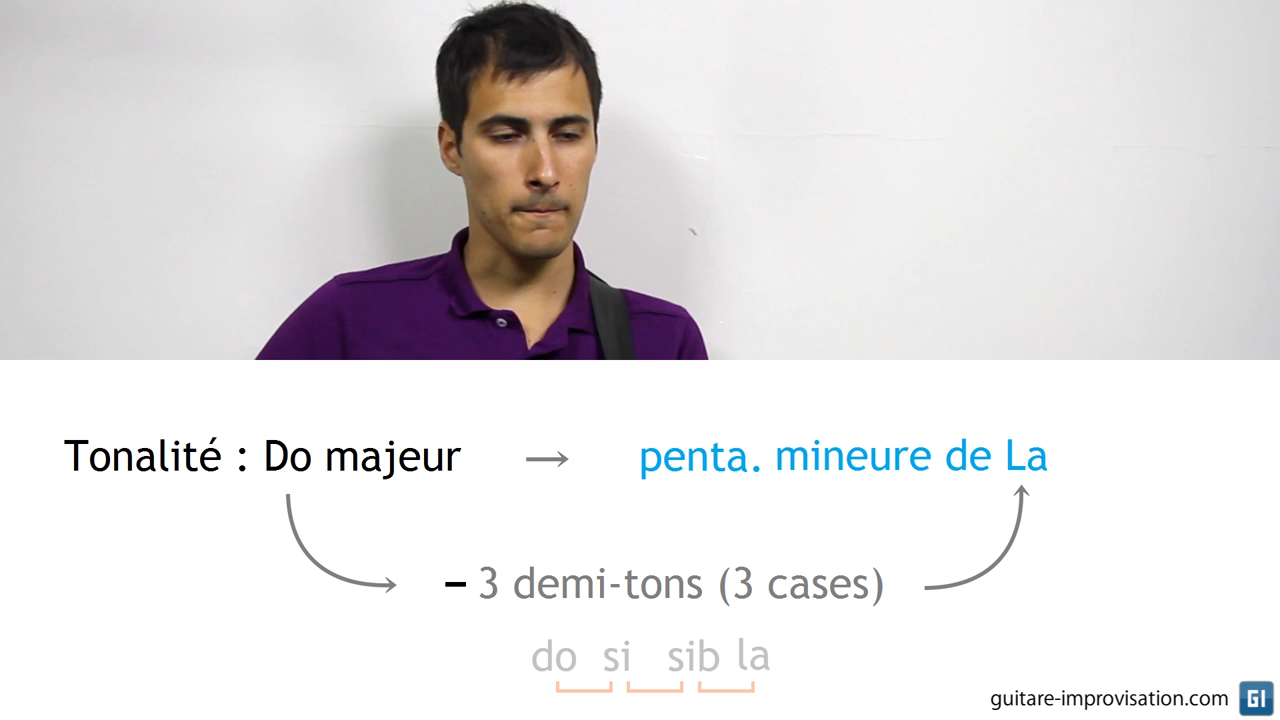 Tonalité : Do majeur → penta. mineure de La
– 3 demi-tons (3 cases)
do si sib la
guitare-improvisation.com GI